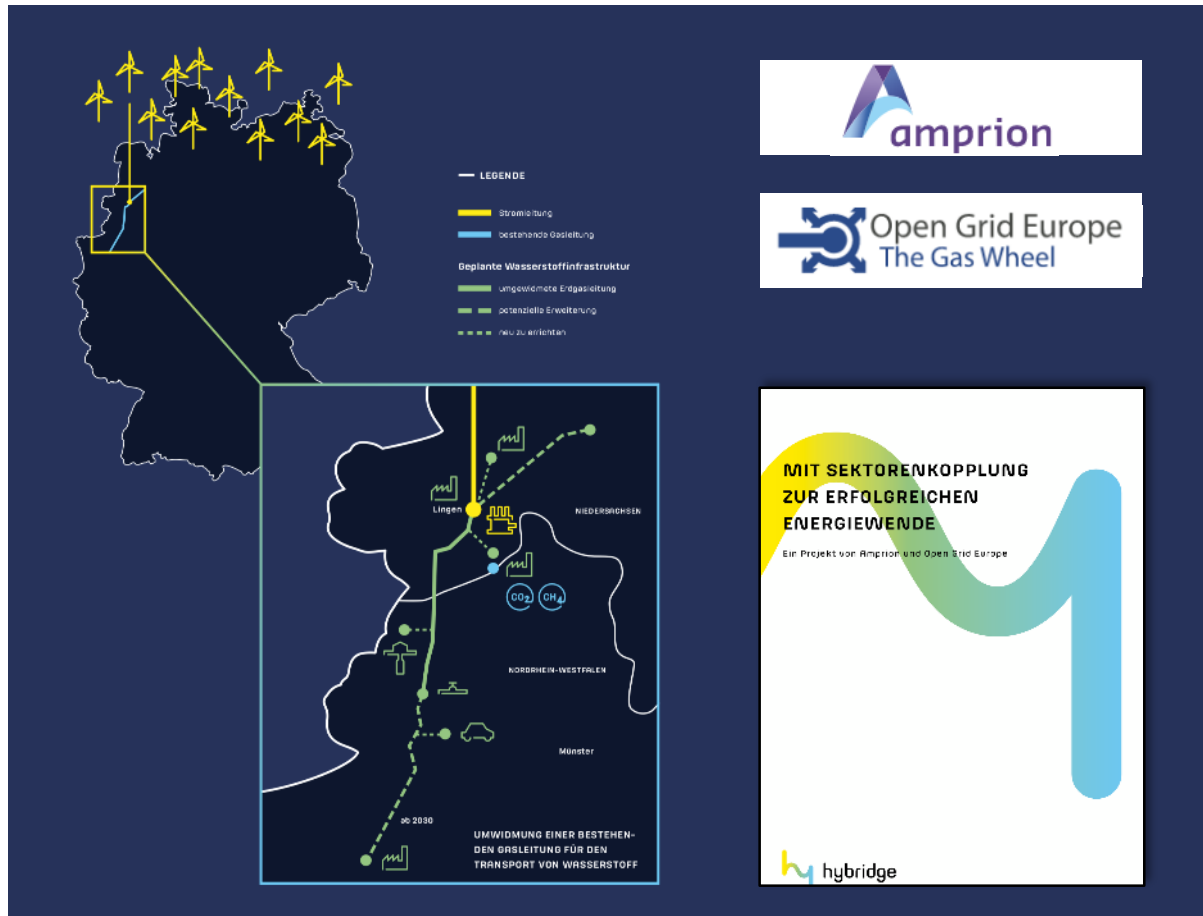 amprion
Open Grid Europe
The Gas Wheel
LEGENDE
Stromleitung
bestehende Gasleitung
Geplante Wasserstoffinfrastruktur
umgewidmete Erdgasleitung
potenzielle Erweiterung
neu zu errichten
Lingen
NIEDERSACHSEN
CO2 CH4
NORDRHEIN-WESTFALEN
Münster
ab 2030
UMWIDMUNG EINER BESTEHEN-
DEN GASLEITUNG FÜR DEN
TRANSPORT VON WASSERSTOFF
MIT SEKTORENKOPPLUNG
ZUR ERFOLGREICHEN
ENERGIEWENDE
Ein Projekt von Amprion und Open Grid Europe
hy hybridge